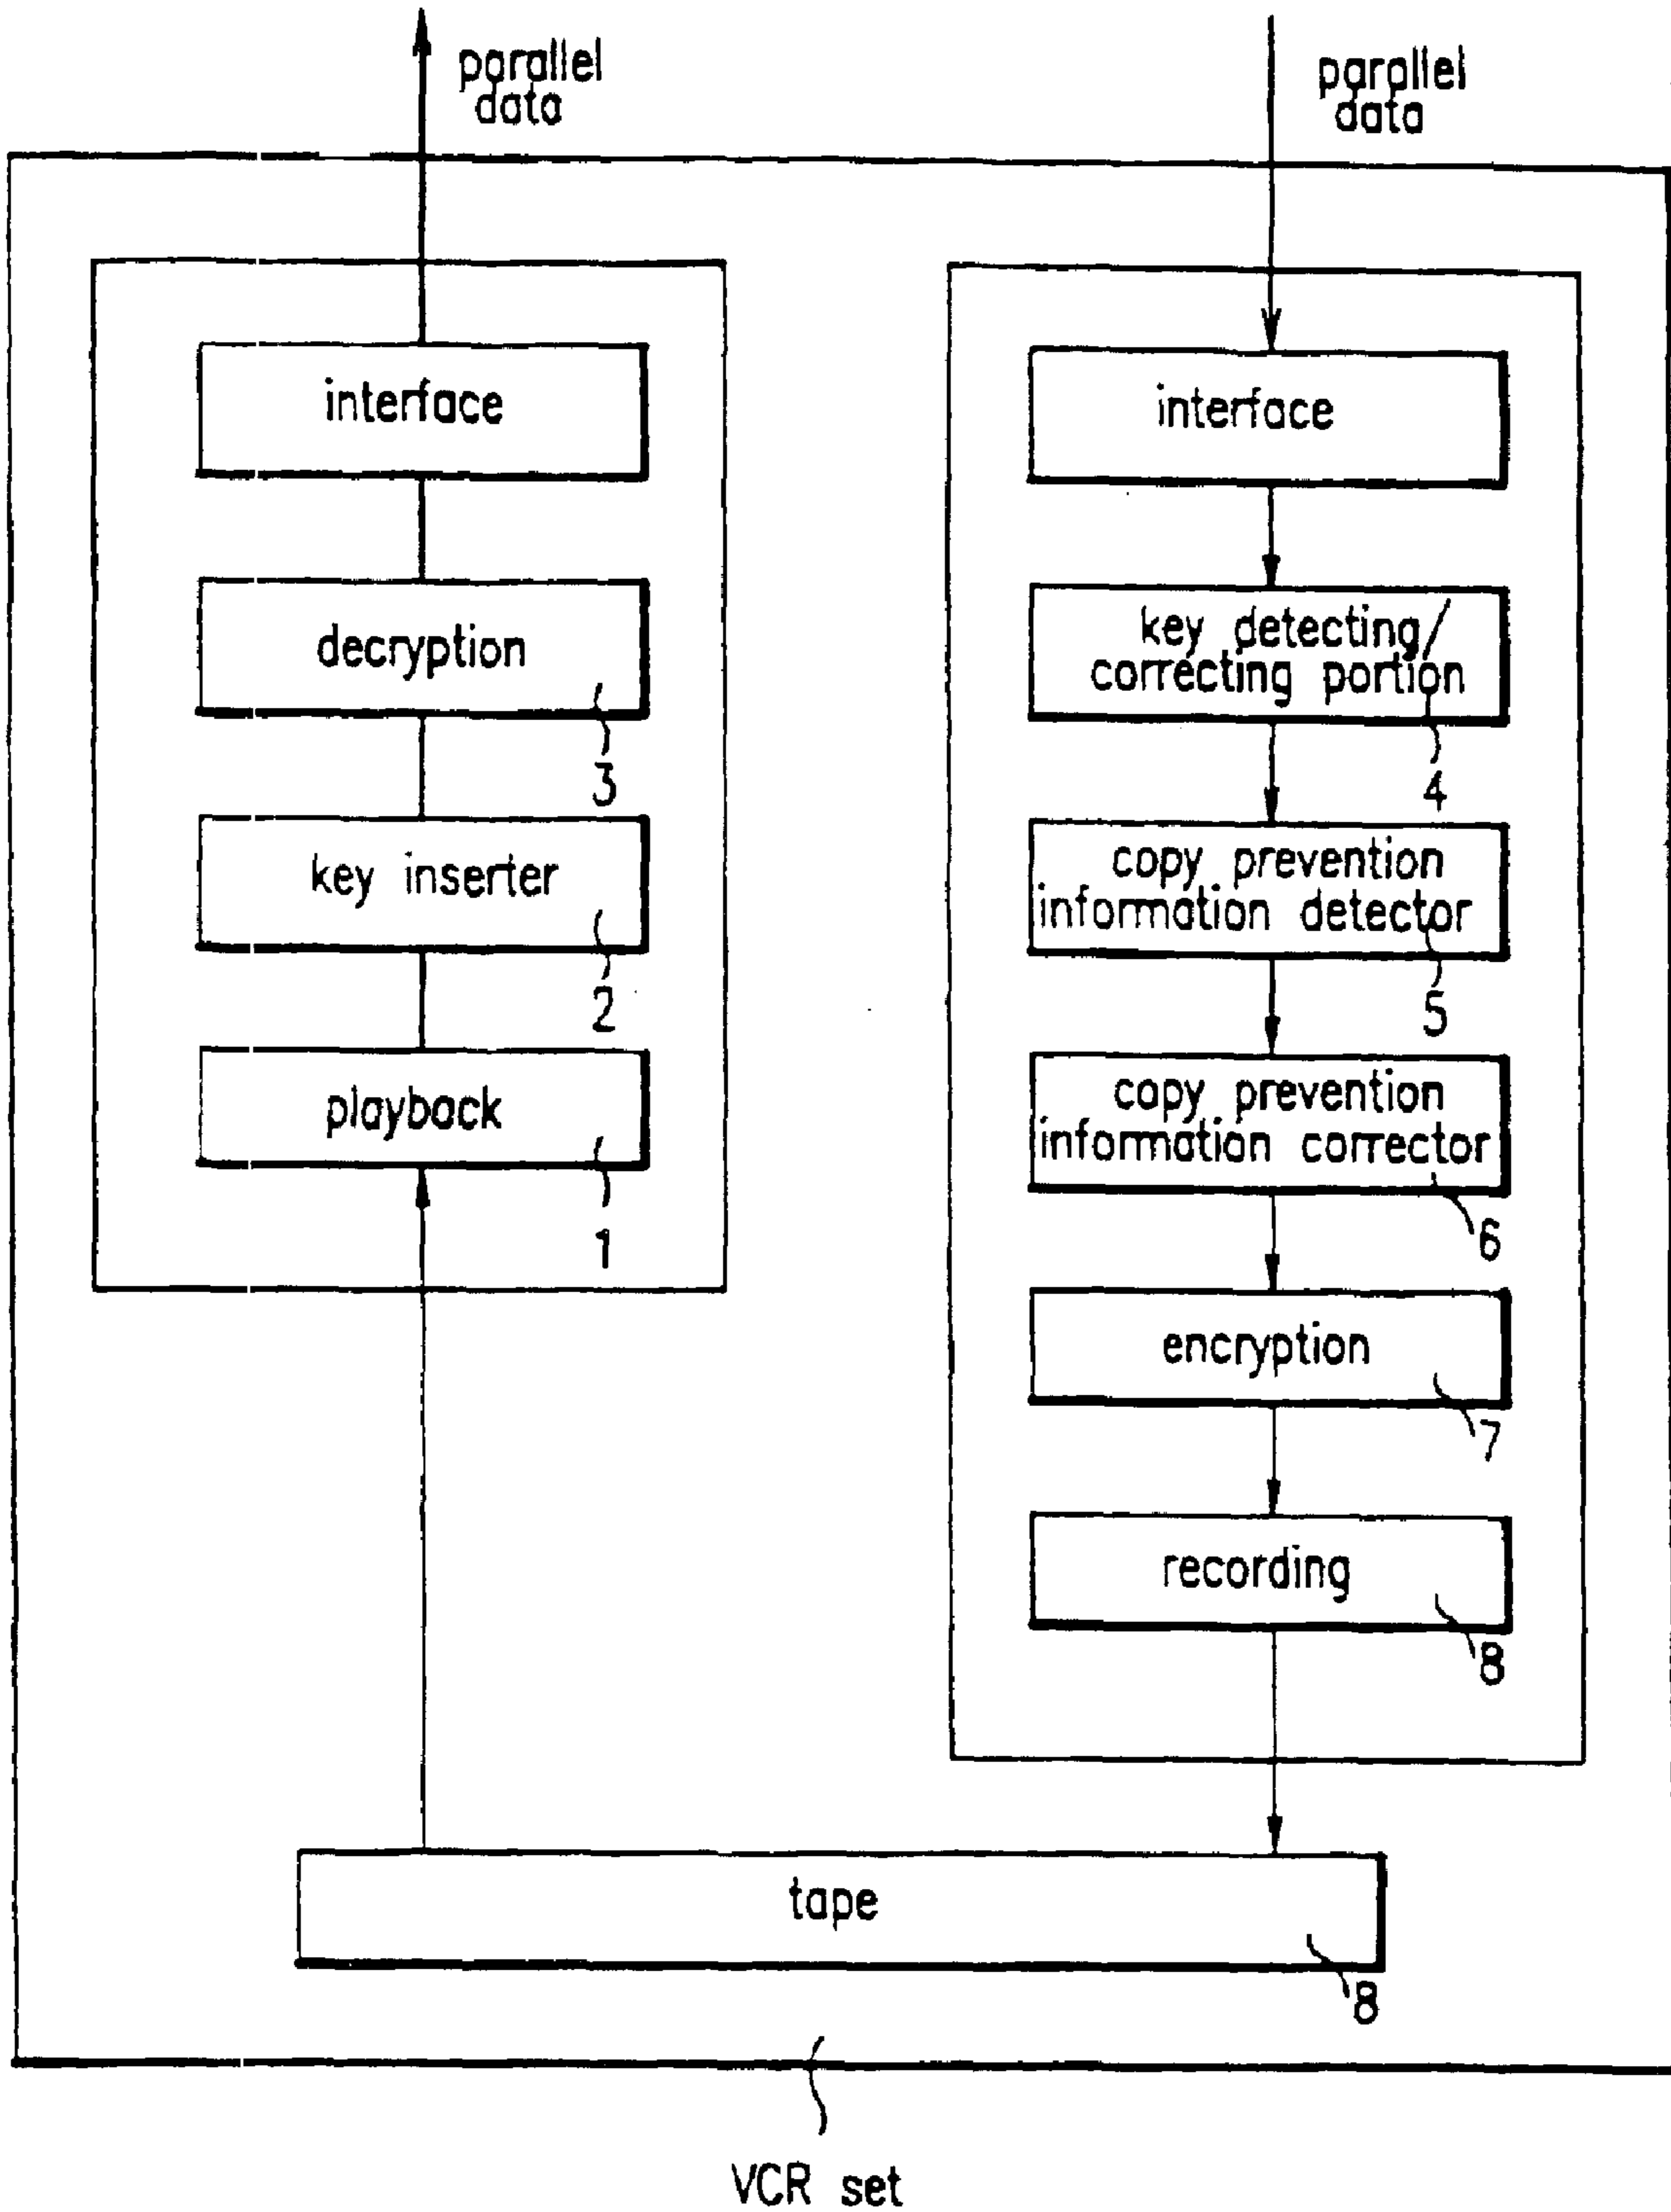 parallel
data
interface
decryption
3
key inserter
2
playback
1
parallel
data
interface
key detecting/
correcting portion
4
copy prevention
information detector
5
copy prevention
information corrector
6
encryption
7
recording
8
tape
8
VCR set